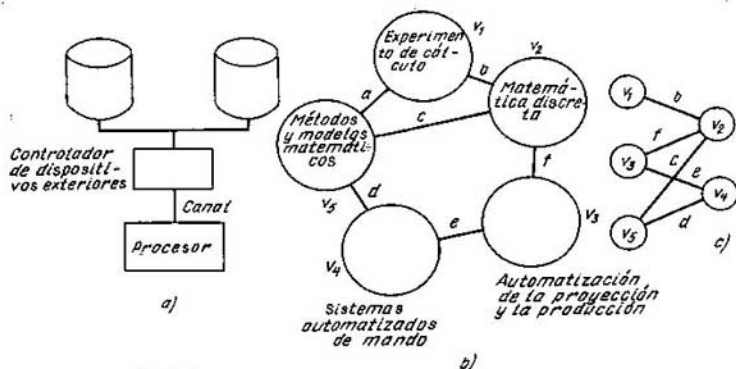 Controlador
de dispositi-
vos exteriores
Canal
Procesor
a)
Experimen-
to de cálcu-
to
v1
a
b
v2
Matemá-
tica discre-
ta
Métodos
y modelos
matemáti-
cos
v5
c
d
f
e
v3
v4
Sistemas
automatizados
de mando
Automatización
de la proyección
y la producción
b)
v1
b
v2
f
c
v3
e
v4
v5
d
c)